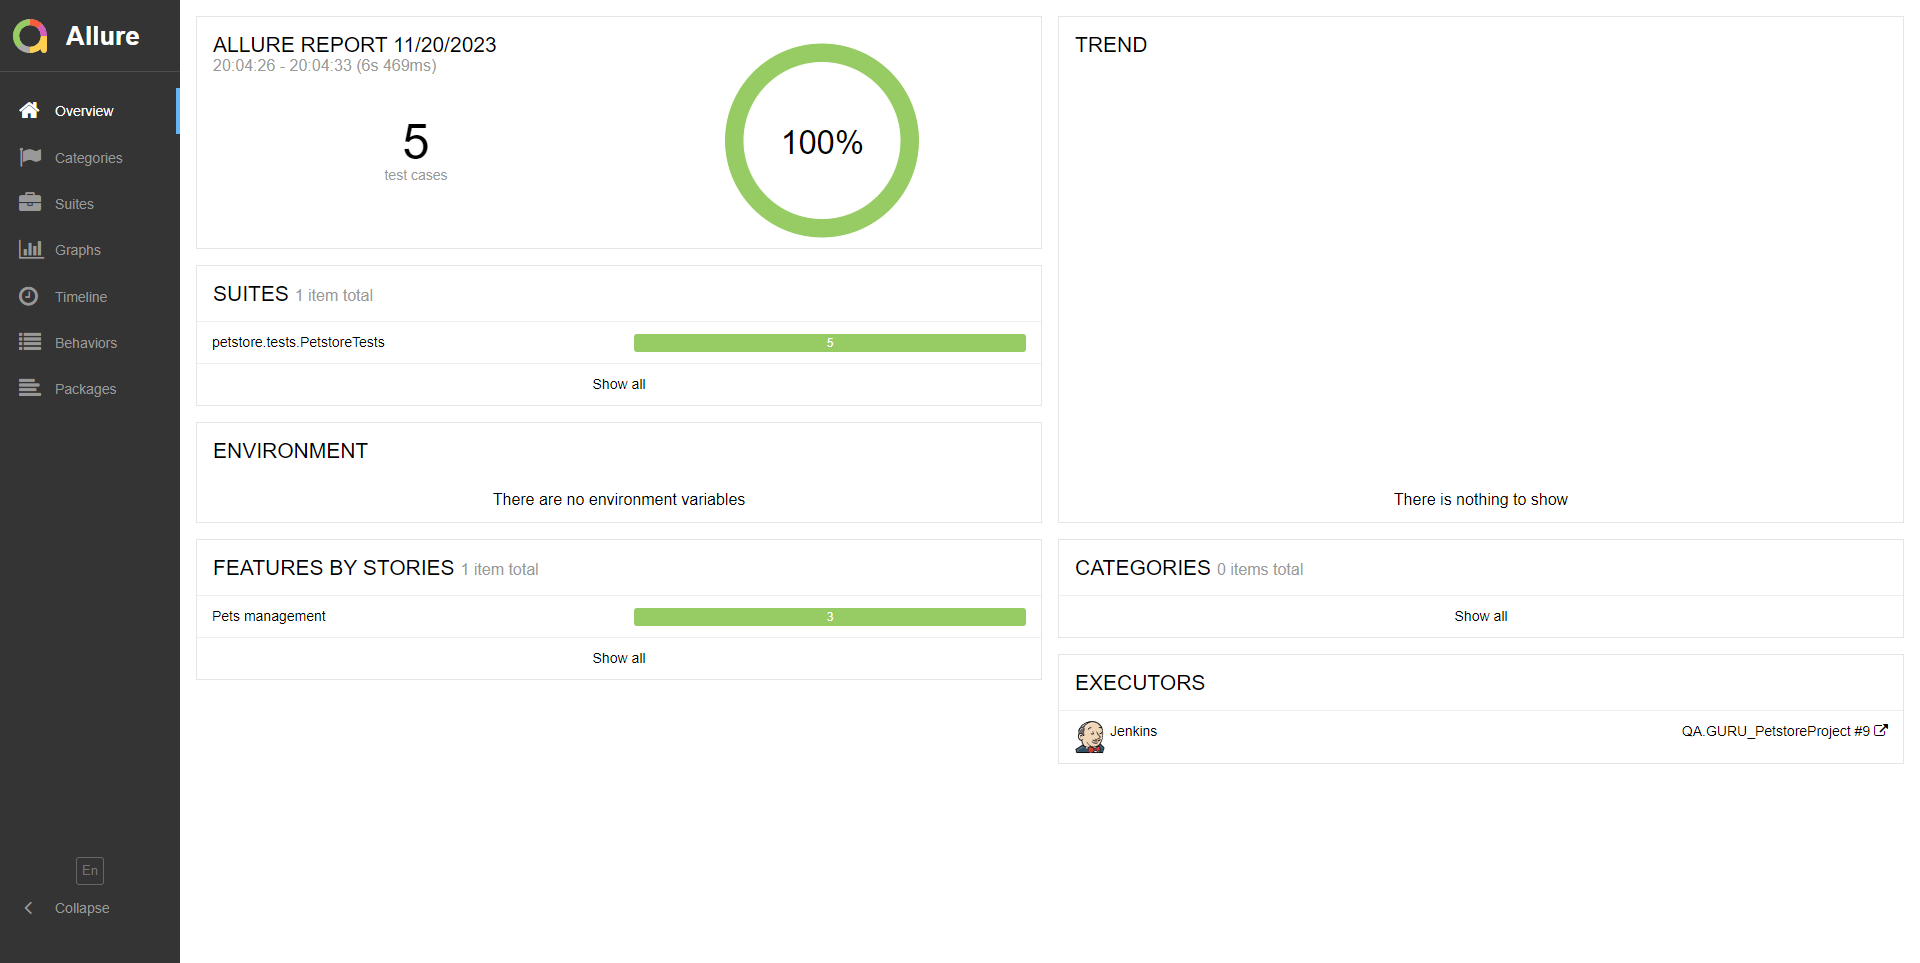 Allure
Overview
Categories
Suites
Graphs
Timeline
Behaviors
Packages
En
Collapse
ALLURE REPORT 11/20/2023
20:04:26 - 20:04:33 (6s 469ms)
5
test cases
100%
SUITES 1 item total
petstore.tests.PetstoreTests 5
Show all
ENVIRONMENT
There are no environment variables
FEATURES BY STORIES 1 item total
Pets management 3
Show all
TREND
There is nothing to show
CATEGORIES 0 items total
Show all
EXECUTORS
Jenkins QA.GURU_PetstoreProject #9